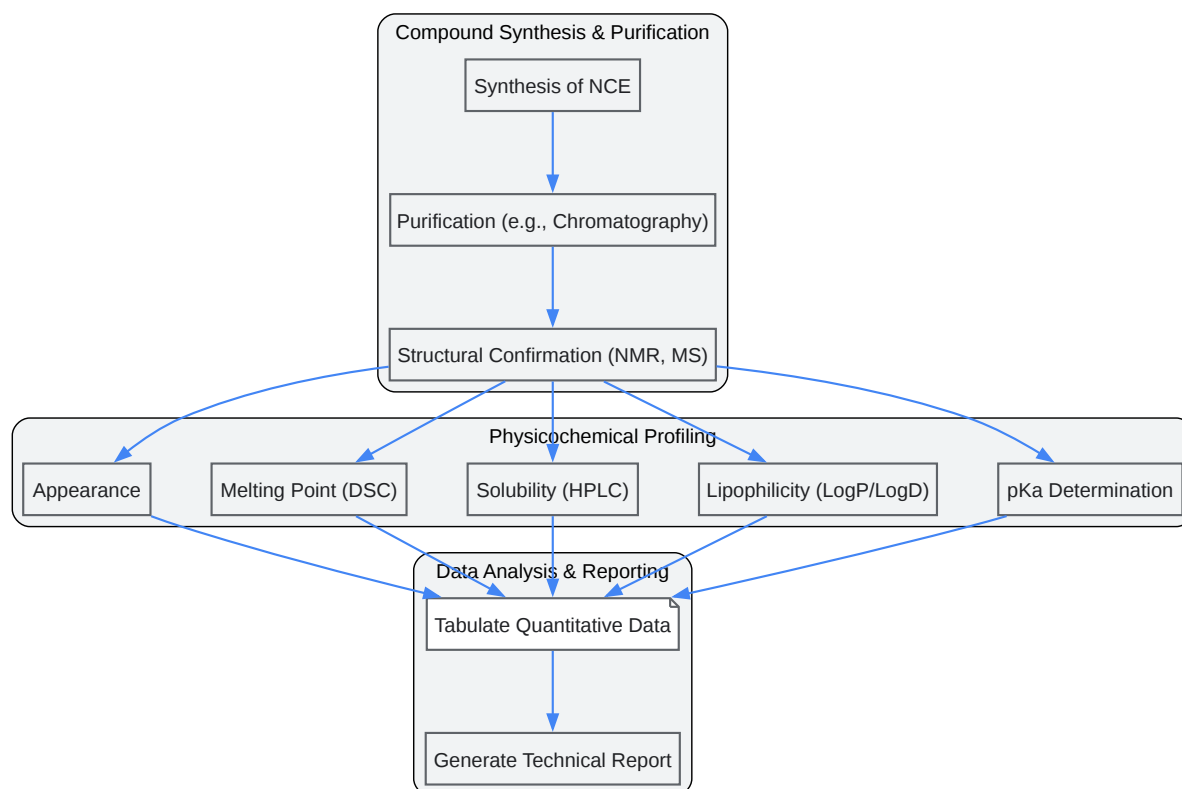 Compound Synthesis & Purification
Synthesis of NCE
Purification (e.g., Chromatography)
Structural Confirmation (NMR, MS)
Physicochemical Profiling
Appearance
Melting Point (DSC)
Solubility (HPLC)
Lipophilicity (LogP/LogD)
pKa Determination
Data Analysis & Reporting
Tabulate Quantitative Data
Generate Technical Report